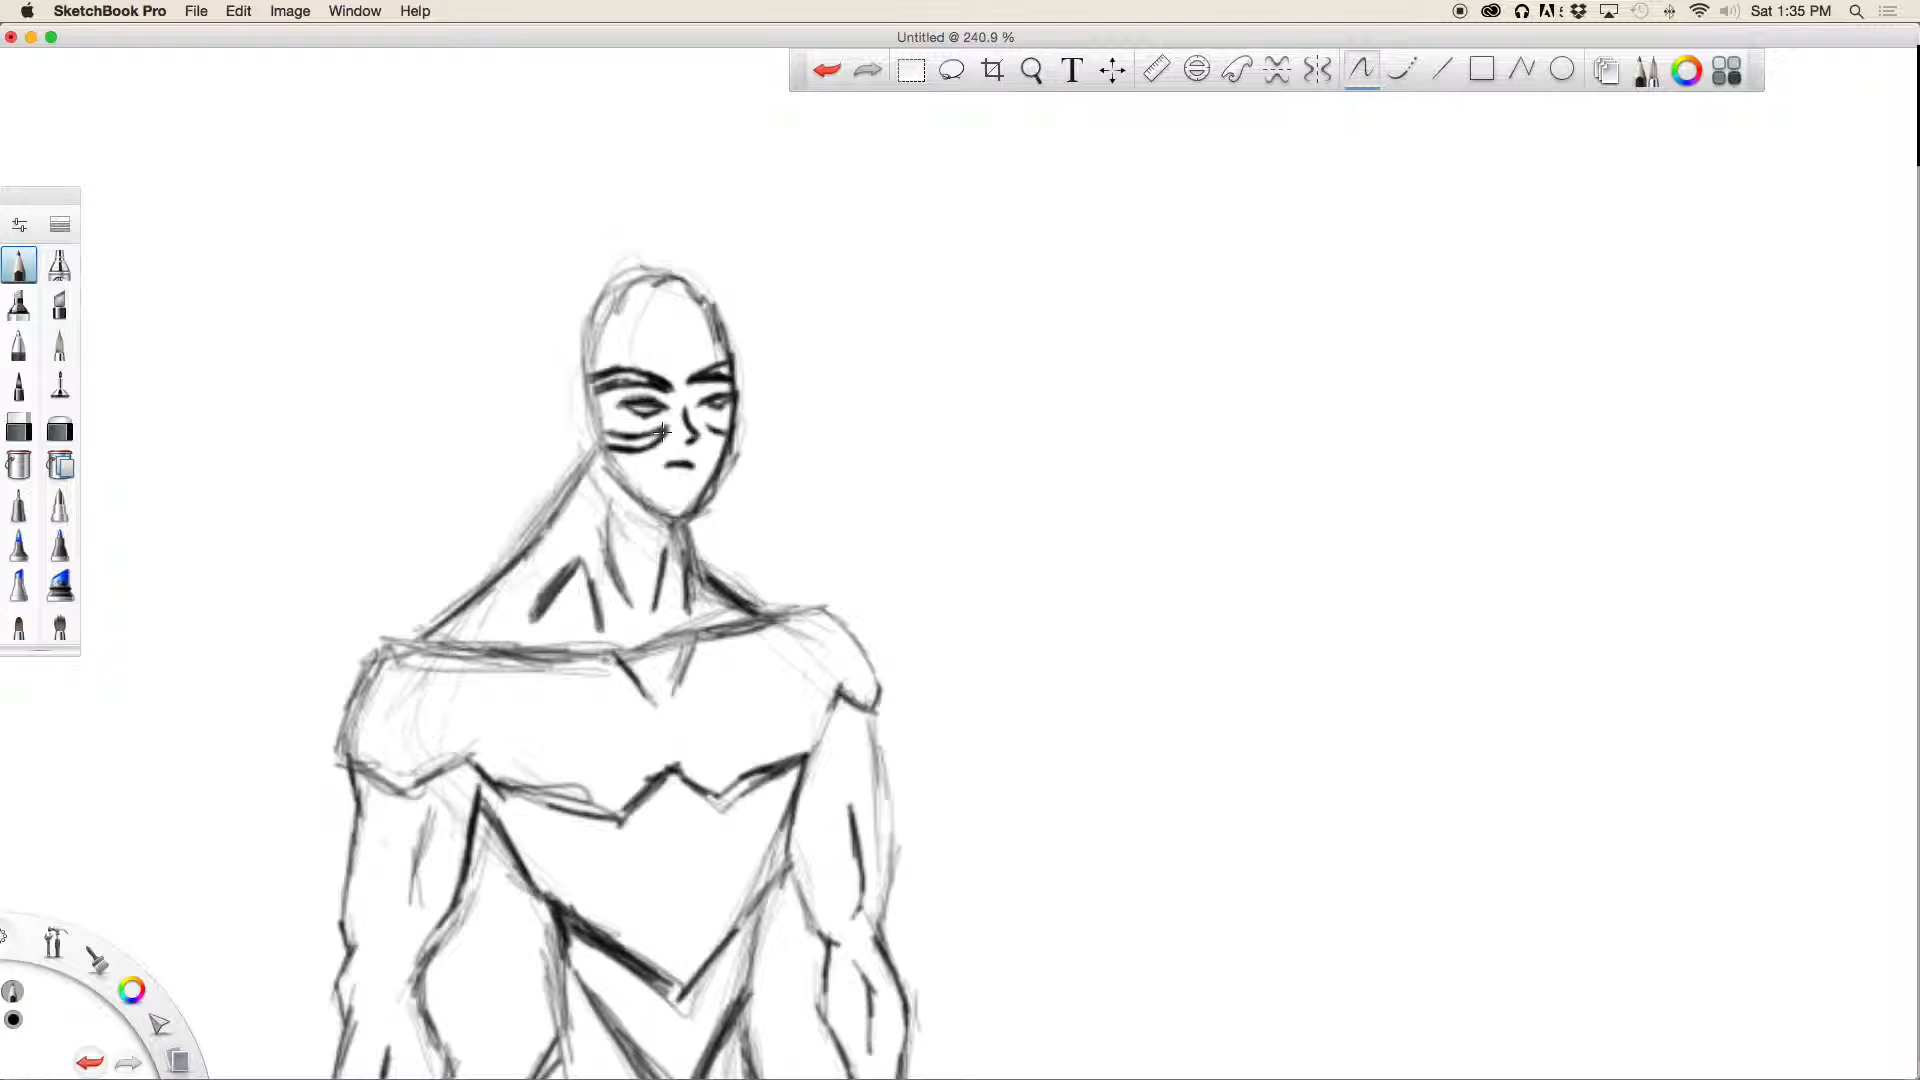 SketchBook Pro File Edit Image Window Help Sat 1:35 PM
Untitled @ 240.9 %
T